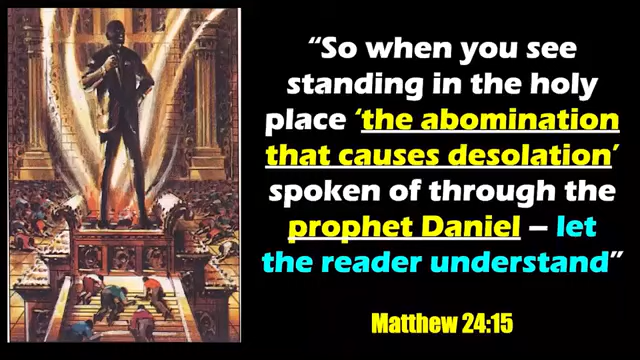 “So when you see
standing in the holy
place ‘the abomination
that causes desolation’
spoken of through the
prophet Daniel – let
the reader understand”
Matthew 24:15